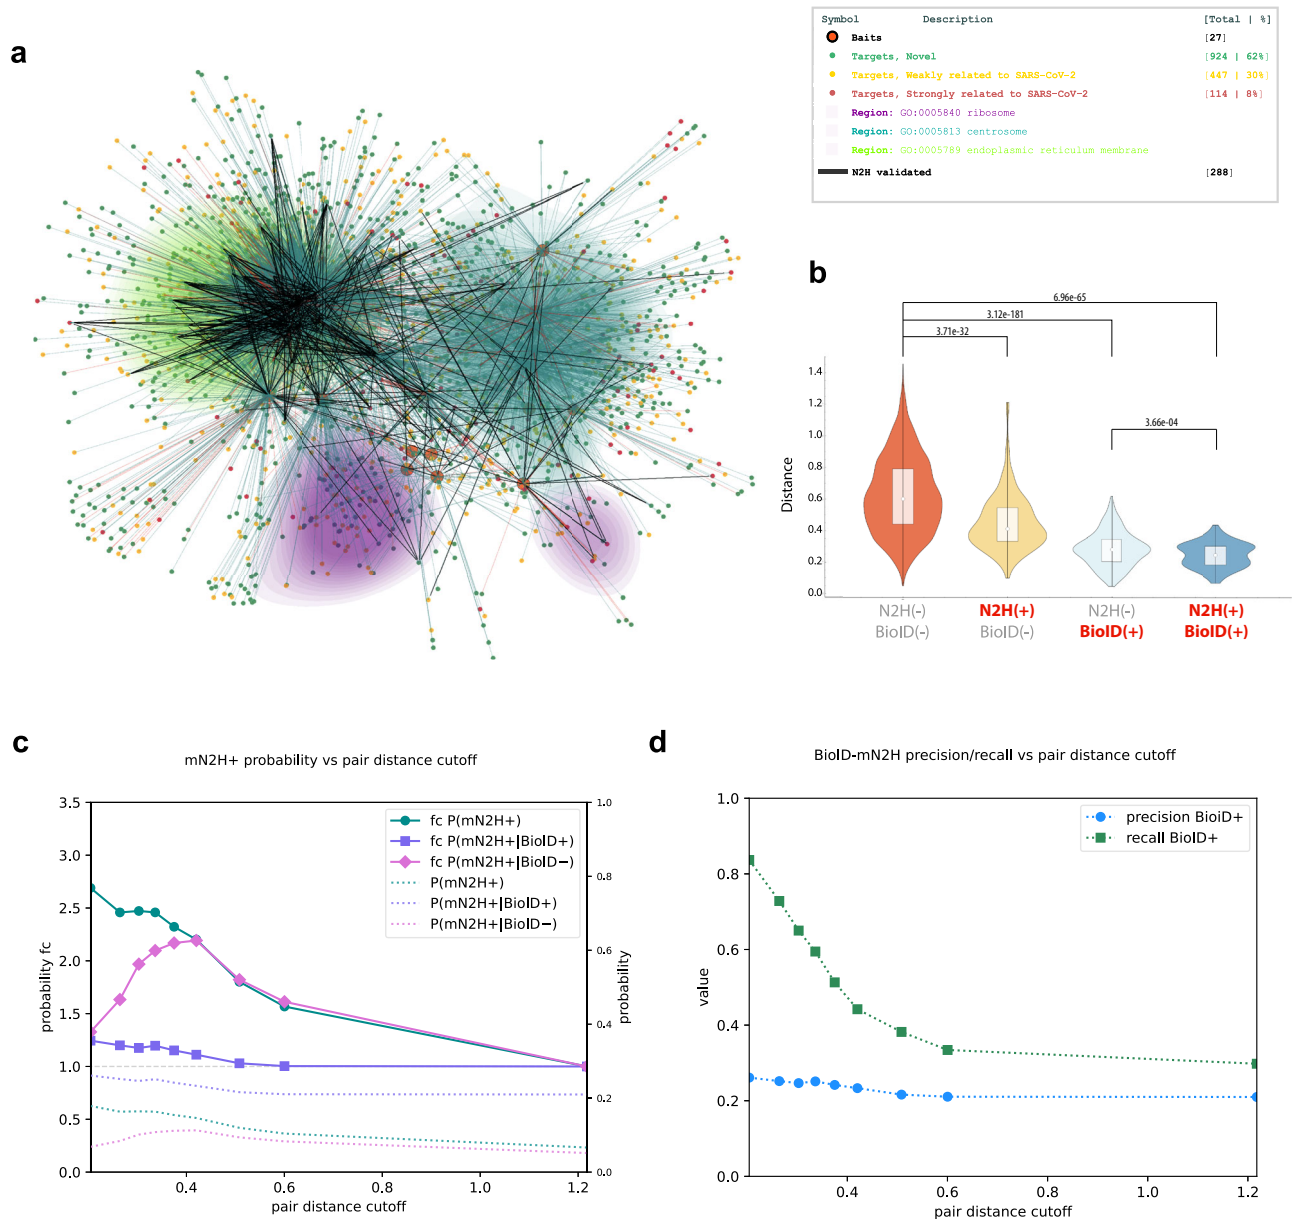 a
Symbol Description [Total | %]
Baits [27]
Targets, Novel [924 | 62%]
Targets, Weakly related to SARS-CoV-2 [447 | 30%]
Targets, Strongly related to SARS-CoV-2 [114 | 8%]
Region: GO:0005840 ribosome
Region: GO:0005813 centrosome
Region: GO:0005789 endoplasmic reticulum membrane
N2H validated [288]
b
6.96e-65
3.12e-181
3.71e-32
3.66e-04
Distance
1.4
1.2
1.0
0.8
0.6
0.4
0.2
0.0
N2H(-) N2H(+) N2H(-) N2H(+)
BioID(-) BioID(-) BioID(+) BioID(+)
c
mN2H+ probability vs pair distance cutoff
3.5
3.0
2.5
2.0
1.5
1.0
0.5
0.0
probability fc
fc P(mN2H+)
fc P(mN2H+|BioID+)
fc P(mN2H+|BioID−)
P(mN2H+)
P(mN2H+|BioID+)
P(mN2H+|BioID−)
1.0
0.8
0.6
0.4
0.2
0.0
probability
0.4 0.6 0.8 1.0 1.2
pair distance cutoff
d
BioID-mN2H precision/recall vs pair distance cutoff
1.0
0.8
0.6
0.4
0.2
0.0
value
precision BioiD+
recall BioID+
0.4 0.6 0.8 1.0 1.2
pair distance cutoff